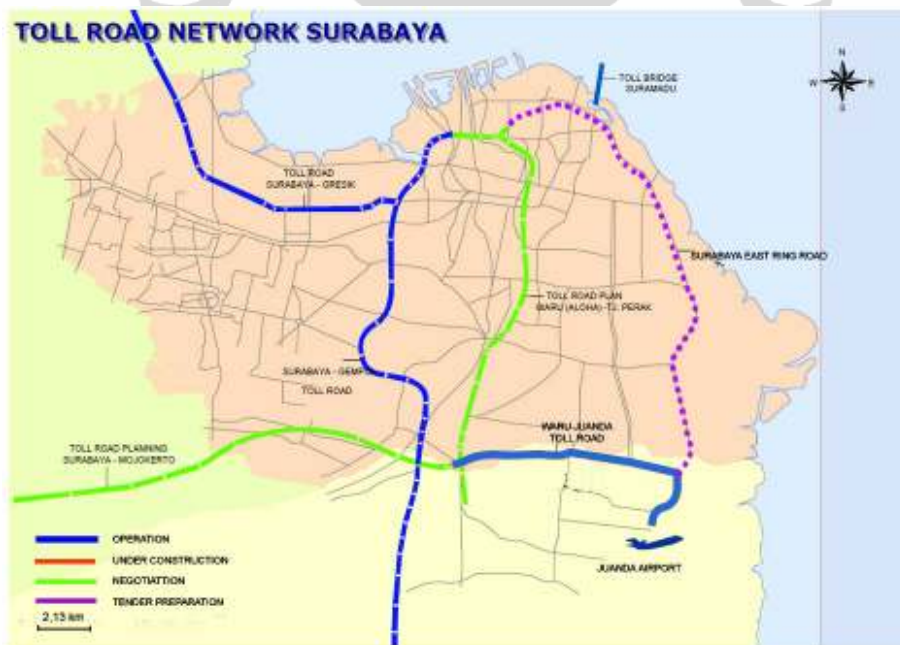 TOLL ROAD NETWORK SURABAYA
N
W
E
S
TOLL BRIDGE
SURAMADU
TOLL ROAD
SURABAYA - GRESIK
SURABAYA EAST RING ROAD
TOLL ROAD PLAN
WARU (ALOHA) -TJ. PERAK
SURABAYA -
TOLL ROAD
WARU-JUANDA
TOLL ROAD
TOLL ROAD PLANNING
SURABAYA - MOJOKERTO
OPERATION
UNDER CONSTRUCTION
NEGOTIATTION
TENDER PREPARATION
2,13 km
JUANDA AIRPORT